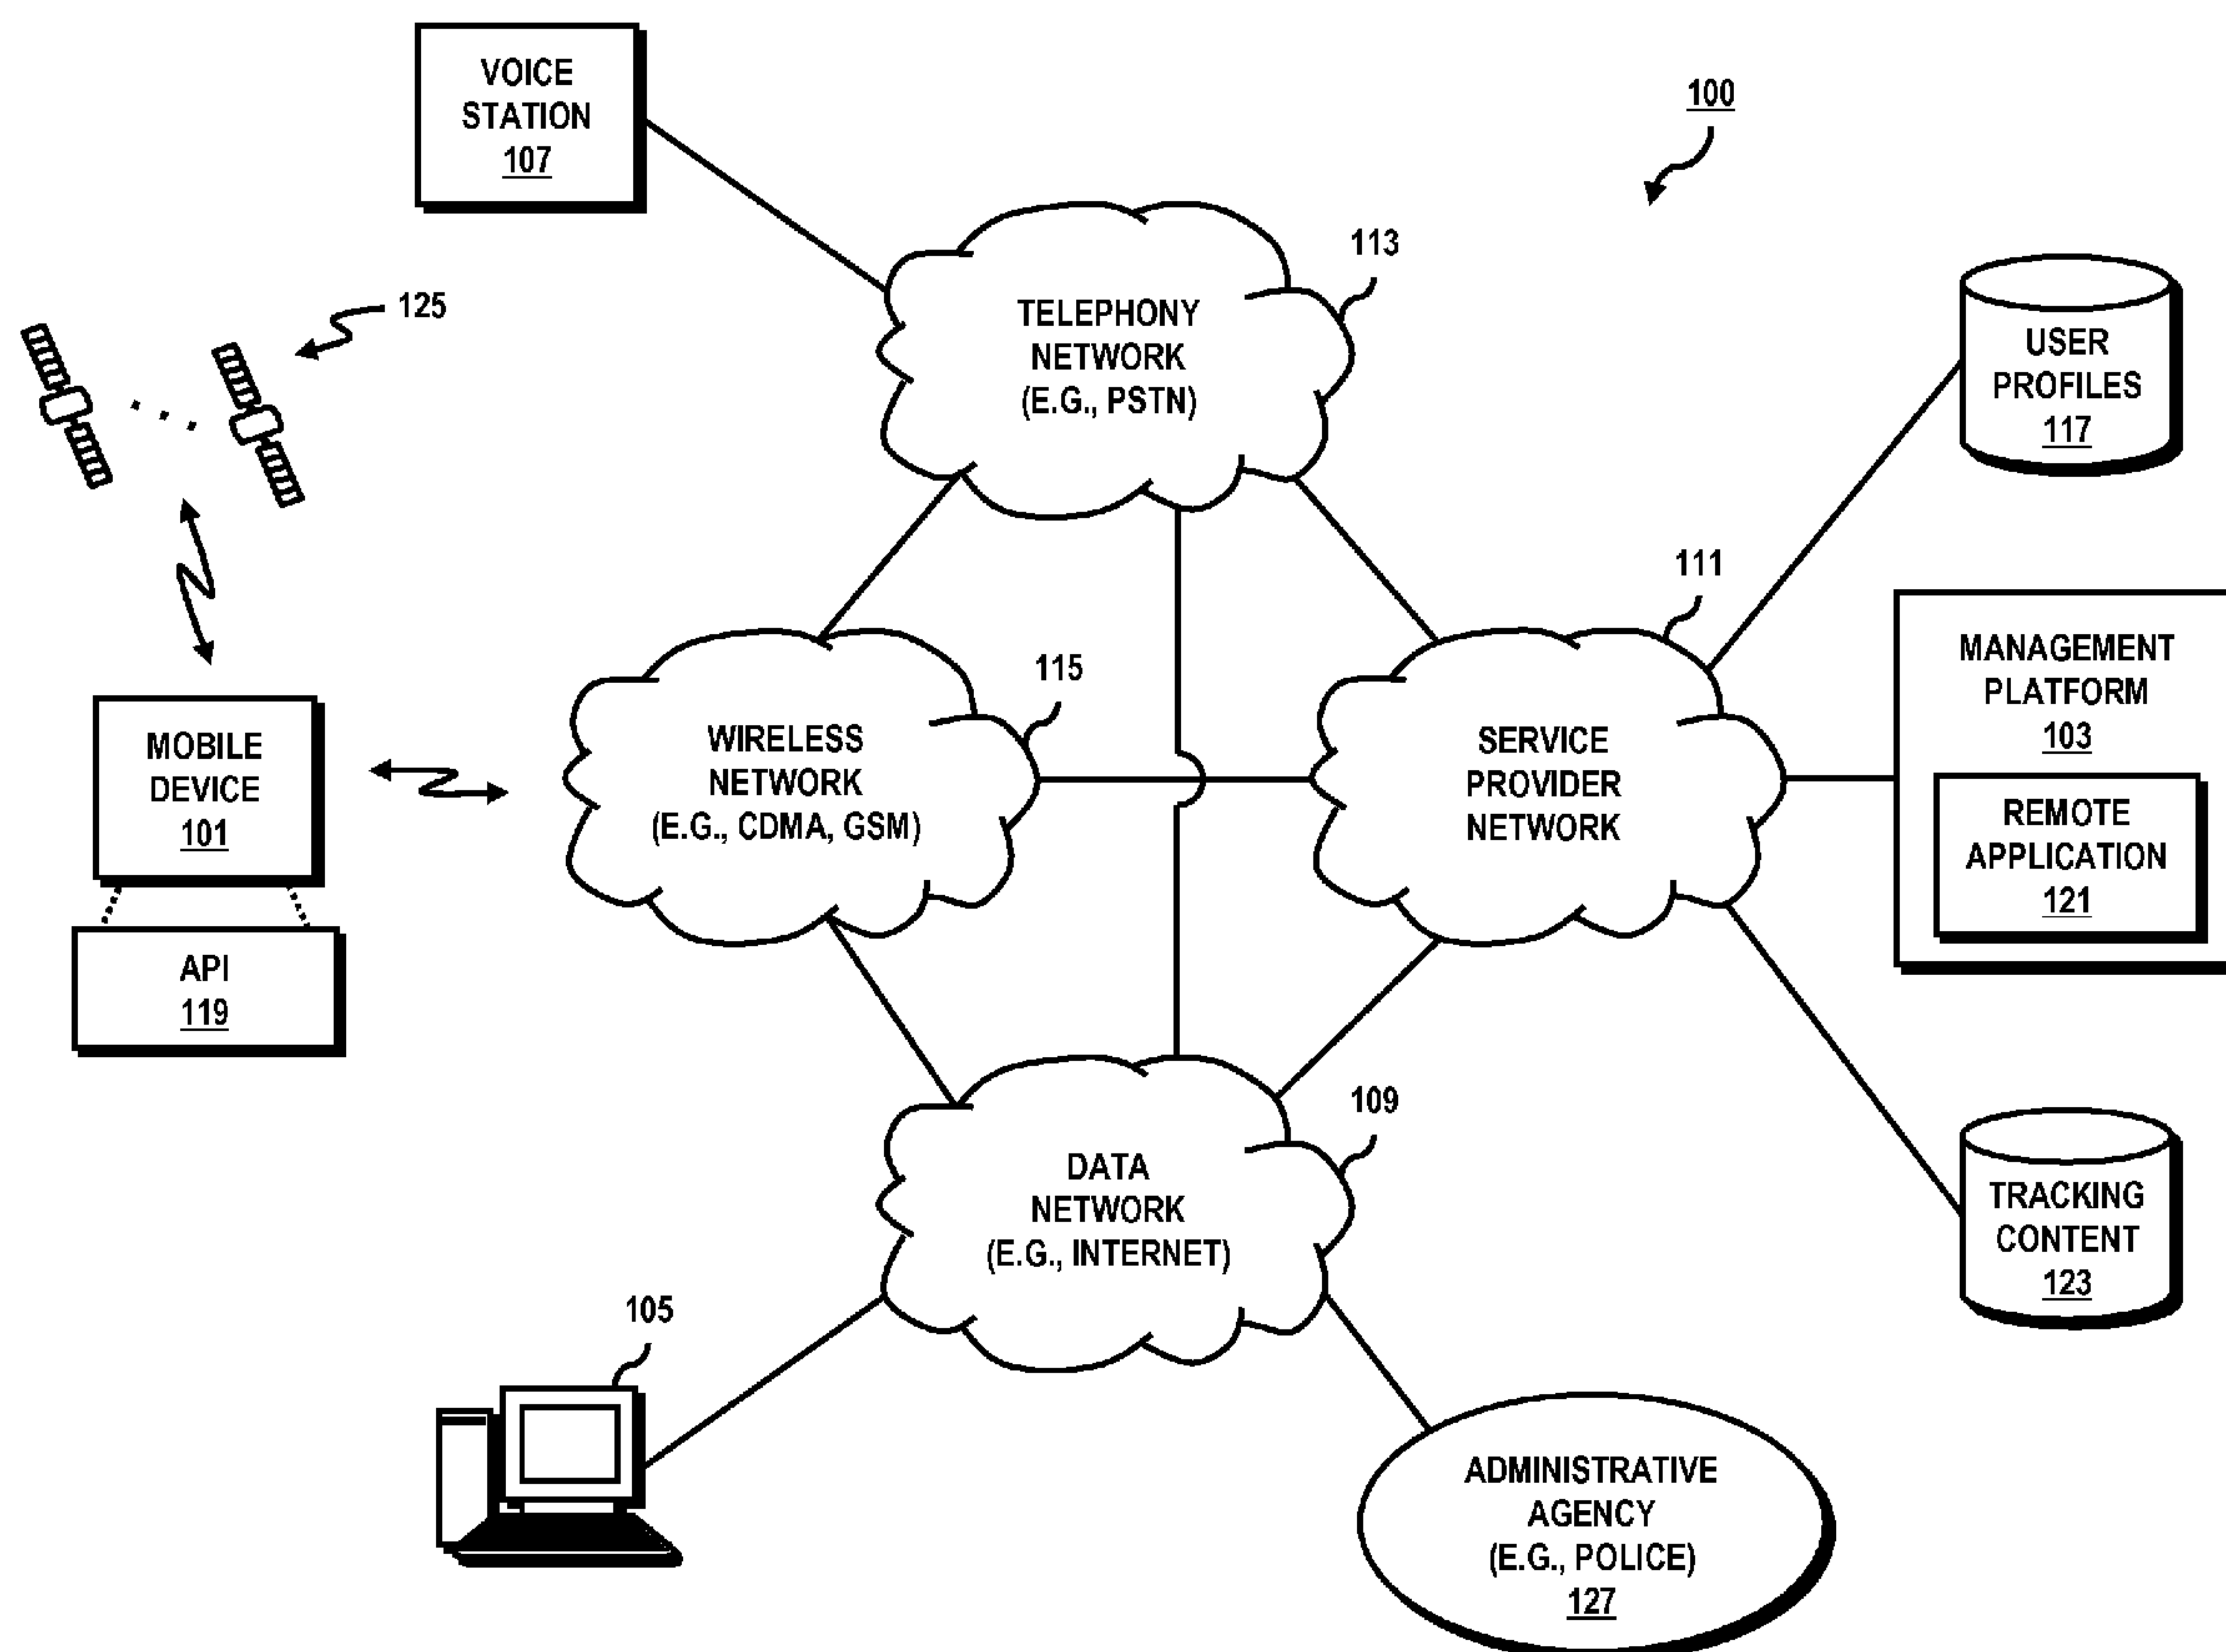 VOICE
STATION
107
100
125
TELEPHONY
NETWORK
(E.G., PSTN)
113
USER
PROFILES
117
111
115
MOBILE
DEVICE
101
WIRELESS
NETWORK
(E.G., CDMA, GSM)
SERVICE
PROVIDER
NETWORK
MANAGEMENT
PLATFORM
103
REMOTE
APPLICATION
121
API
119
DATA
NETWORK
(E.G., INTERNET)
109
TRACKING
CONTENT
123
105
ADMINISTRATIVE
AGENCY
(E.G., POLICE)
127